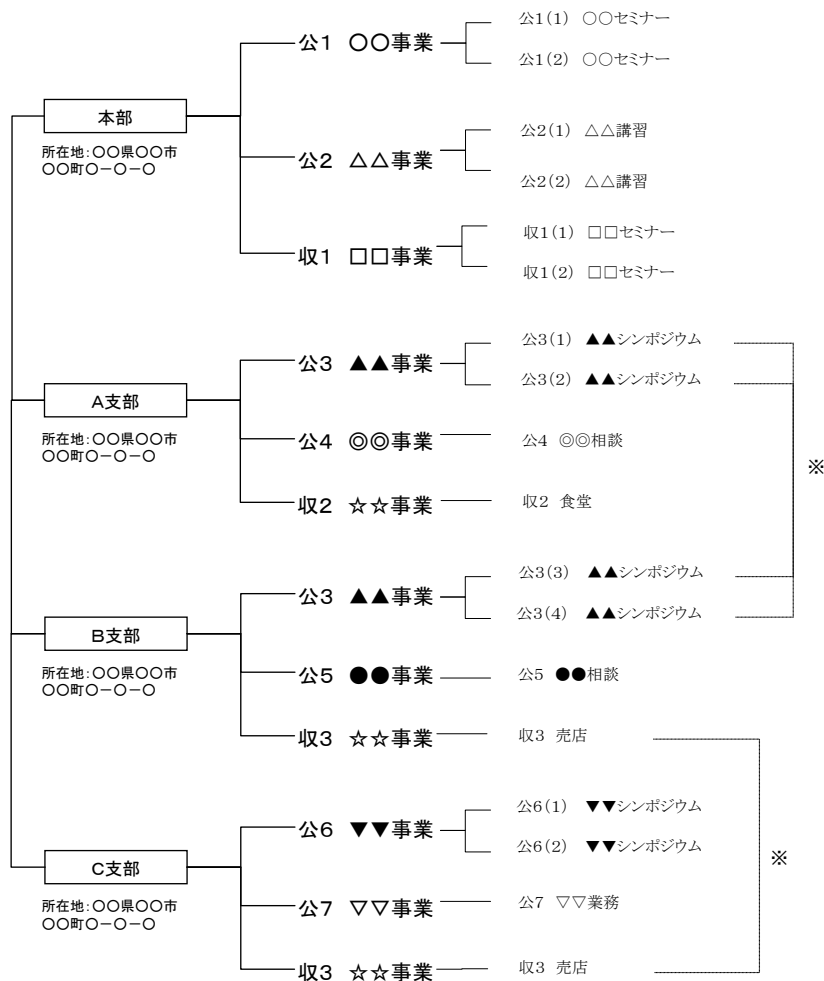 公1(1) ○○セミナー
公1 ○○事業
公1(2) ○○セミナー
本部
所在地：○○県○○市
○○町○－○－○
公2(1) △△講習
公2 △△事業
公2(2) △△講習
収1(1) □□セミナー
収1 □□事業
収1(2) □□セミナー
公3(1) ▲▲シンポジウム
公3 ▲▲事業
公3(2) ▲▲シンポジウム
A支部
所在地：○○県○○市
○○町○－○－○
公4 ◎◎事業
公4 ◎◎相談
※
収2 ☆☆事業
収2 食堂
公3(3) ▲▲シンポジウム
公3 ▲▲事業
公3(4) ▲▲シンポジウム
B支部
所在地：○○県○○市
○○町○－○－○
公5 ●●事業
公5 ●●相談
収3 ☆☆事業
収3 売店
公6(1) ▼▼シンポジウム
公6 ▼▼事業
公6(2) ▼▼シンポジウム
※
C支部
所在地：○○県○○市
○○町○－○－○
公7 ▽▽事業
公7 ▽▽業務
収3 ☆☆事業
収3 売店